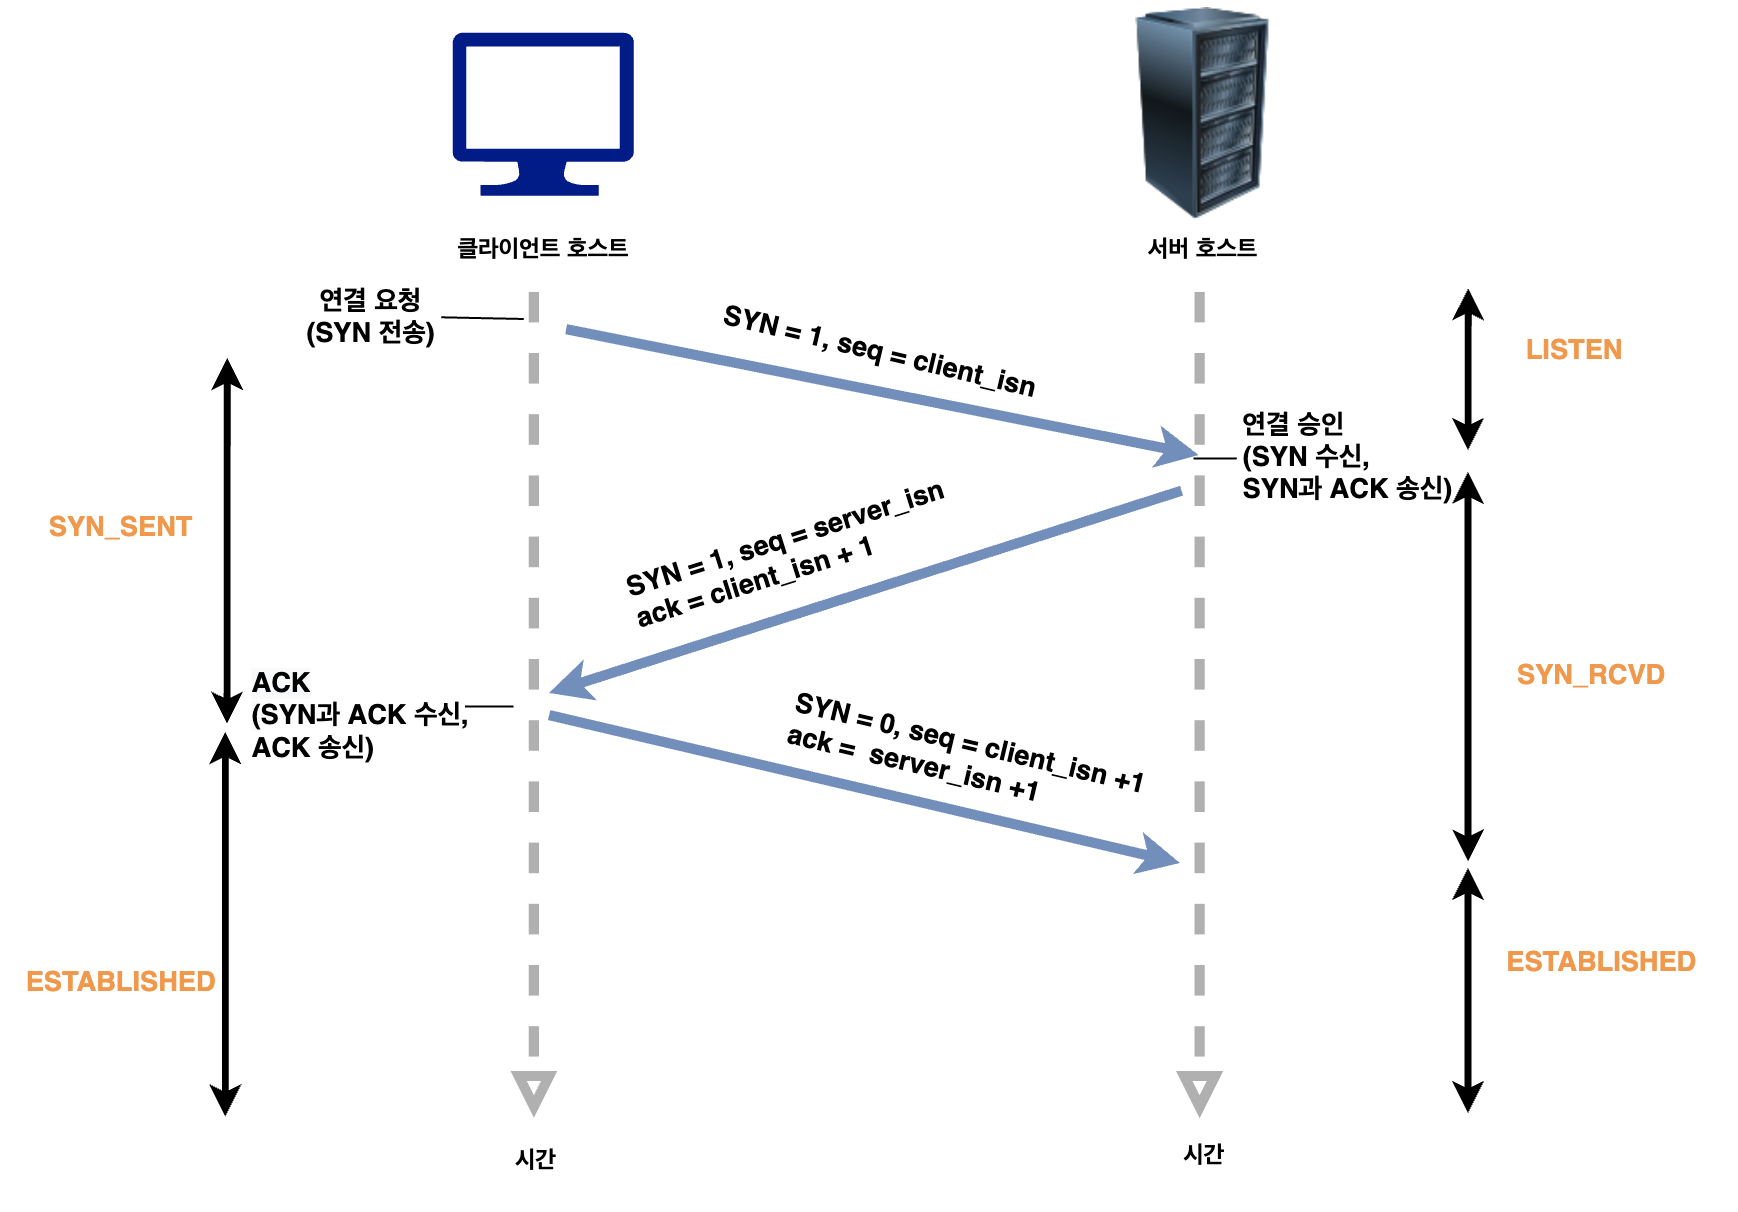 클라이언트 호스트
서버 호스트
연결 요청
(SYN 전송)
SYN = 1, seq = client_isn
LISTEN
연결 승인
(SYN 수신,
SYN과 ACK 송신)
SYN_SENT
SYN = 1, seq = server_isn
ack = client_isn + 1
SYN_RCVD
ACK
(SYN과 ACK 수신,
ACK 송신)
SYN = 0, seq = client_isn +1
ack =  server_isn +1
ESTABLISHED
ESTABLISHED
시간
시간